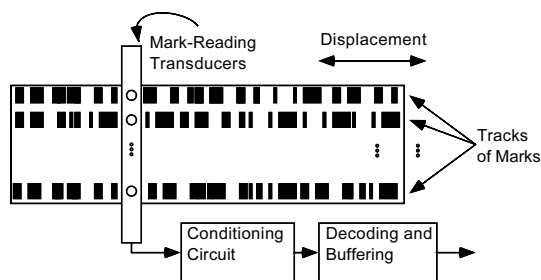 Mark-Reading
Transducers
Displacement
Tracks
of Marks
Conditioning
Circuit
Decoding and
Buffering